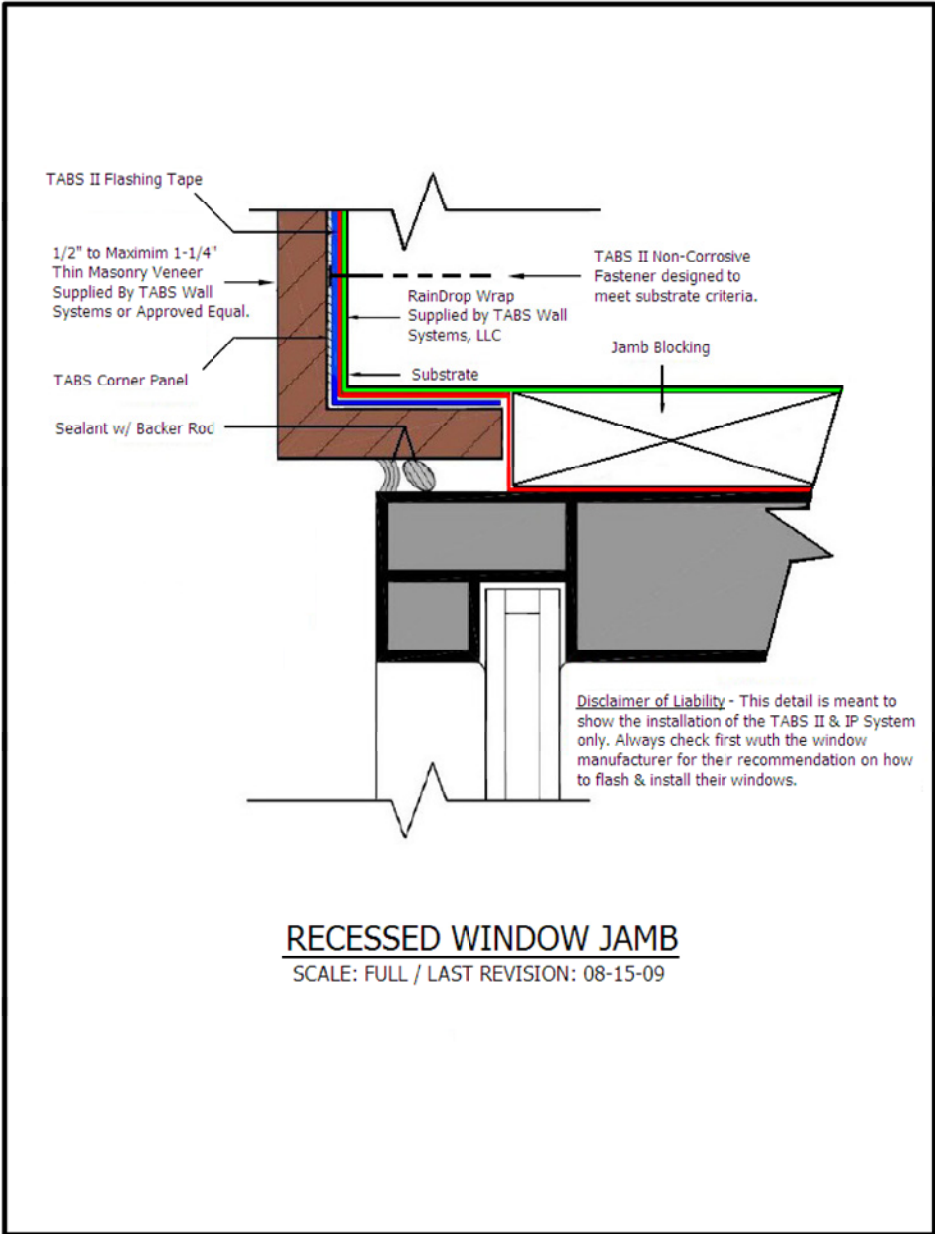 TABS II Flashing Tape
1/2" to Maximim 1-1/4'
Thin Masonry Veneer
Supplied By TABS Wall
Systems or Approved Equal.
TABS Corner Panel
Sealant w/ Backer Rod
RainDrop Wrap
Supplied by TABS Wall
Systems, LLC
Substrate
TABS II Non-Corrosive
Fastener designed to
meet substrate criteria.
Jamb Blocking
Disclaimer of Liability - This detail is meant to
show the installation of the TABS II & IP System
only. Always check first wuth the window
manufacturer for their recommendation on how
to flash & install their windows.
RECESSED WINDOW JAMB
SCALE: FULL / LAST REVISION: 08-15-09